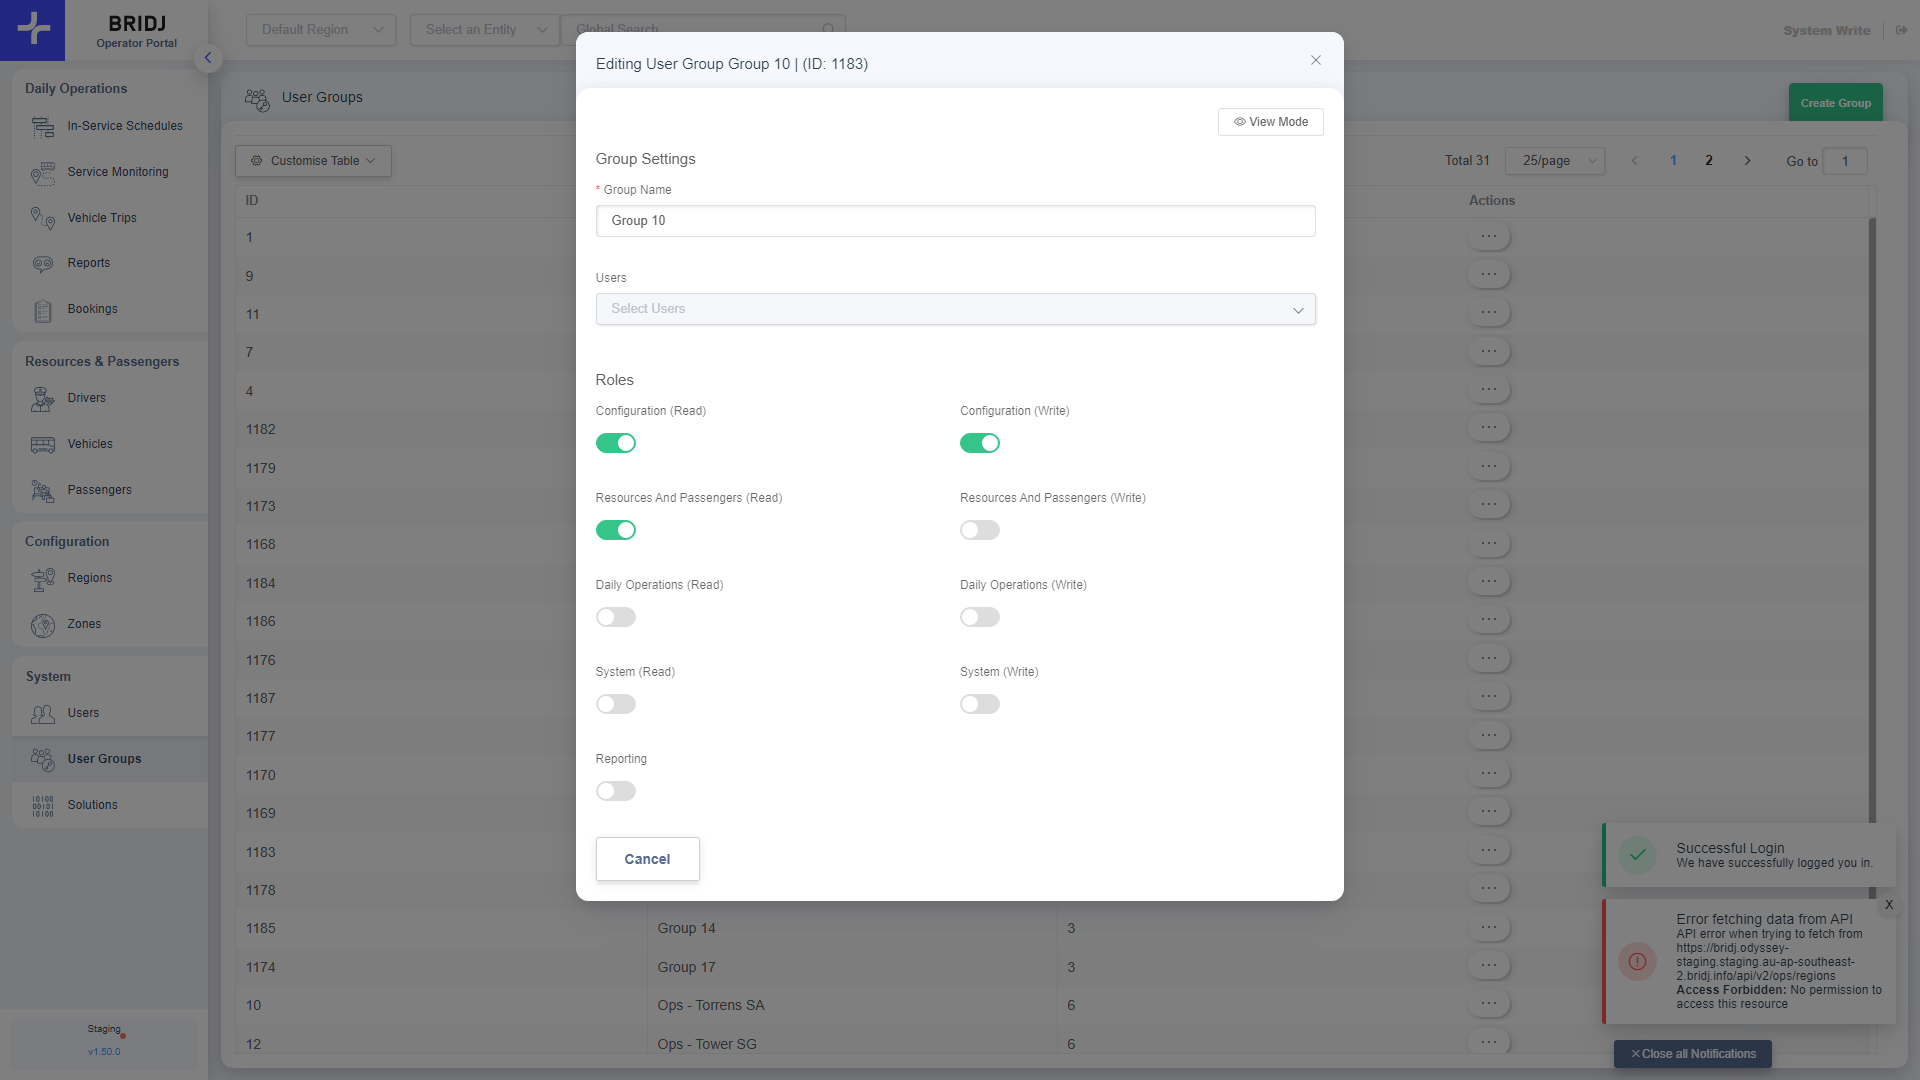 BRIDJ
Operator Portal
Default Region
Select an Entity
Global Search
System Write
Daily Operations
In-Service Schedules
Service Monitoring
Vehicle Trips
Reports
Bookings
Resources & Passengers
Drivers
Vehicles
Passengers
Configuration
Regions
Zones
System
Users
User Groups
Solutions
Staging
v1.50.0
User Groups
Create Group
Customise Table
Total 31
25/page
1
2
Go to
1
ID
Actions
1
9
11
7
4
1182
1179
1173
1168
1184
1186
1176
1187
1177
1170
1169
1183
1178
1185 Group 14 3
1174 Group 17 3
10 Ops - Torrens SA 6
12 Ops - Tower SG 6
Editing User Group Group 10 | (ID: 1183)
View Mode
Group Settings
* Group Name
Group 10
Users
Select Users
Roles
Configuration (Read)
Configuration (Write)
Resources And Passengers (Read)
Resources And Passengers (Write)
Daily Operations (Read)
Daily Operations (Write)
System (Read)
System (Write)
Reporting
Cancel
Successful Login
We have successfully logged you in.
X
Error fetching data from API
API error when trying to fetch from
https://bridj.odyssey-
staging.staging.au-ap-southeast-
2.bridj.info/api/v2/ops/regions
Access Forbidden: No permission to
access this resource
Close all Notifications